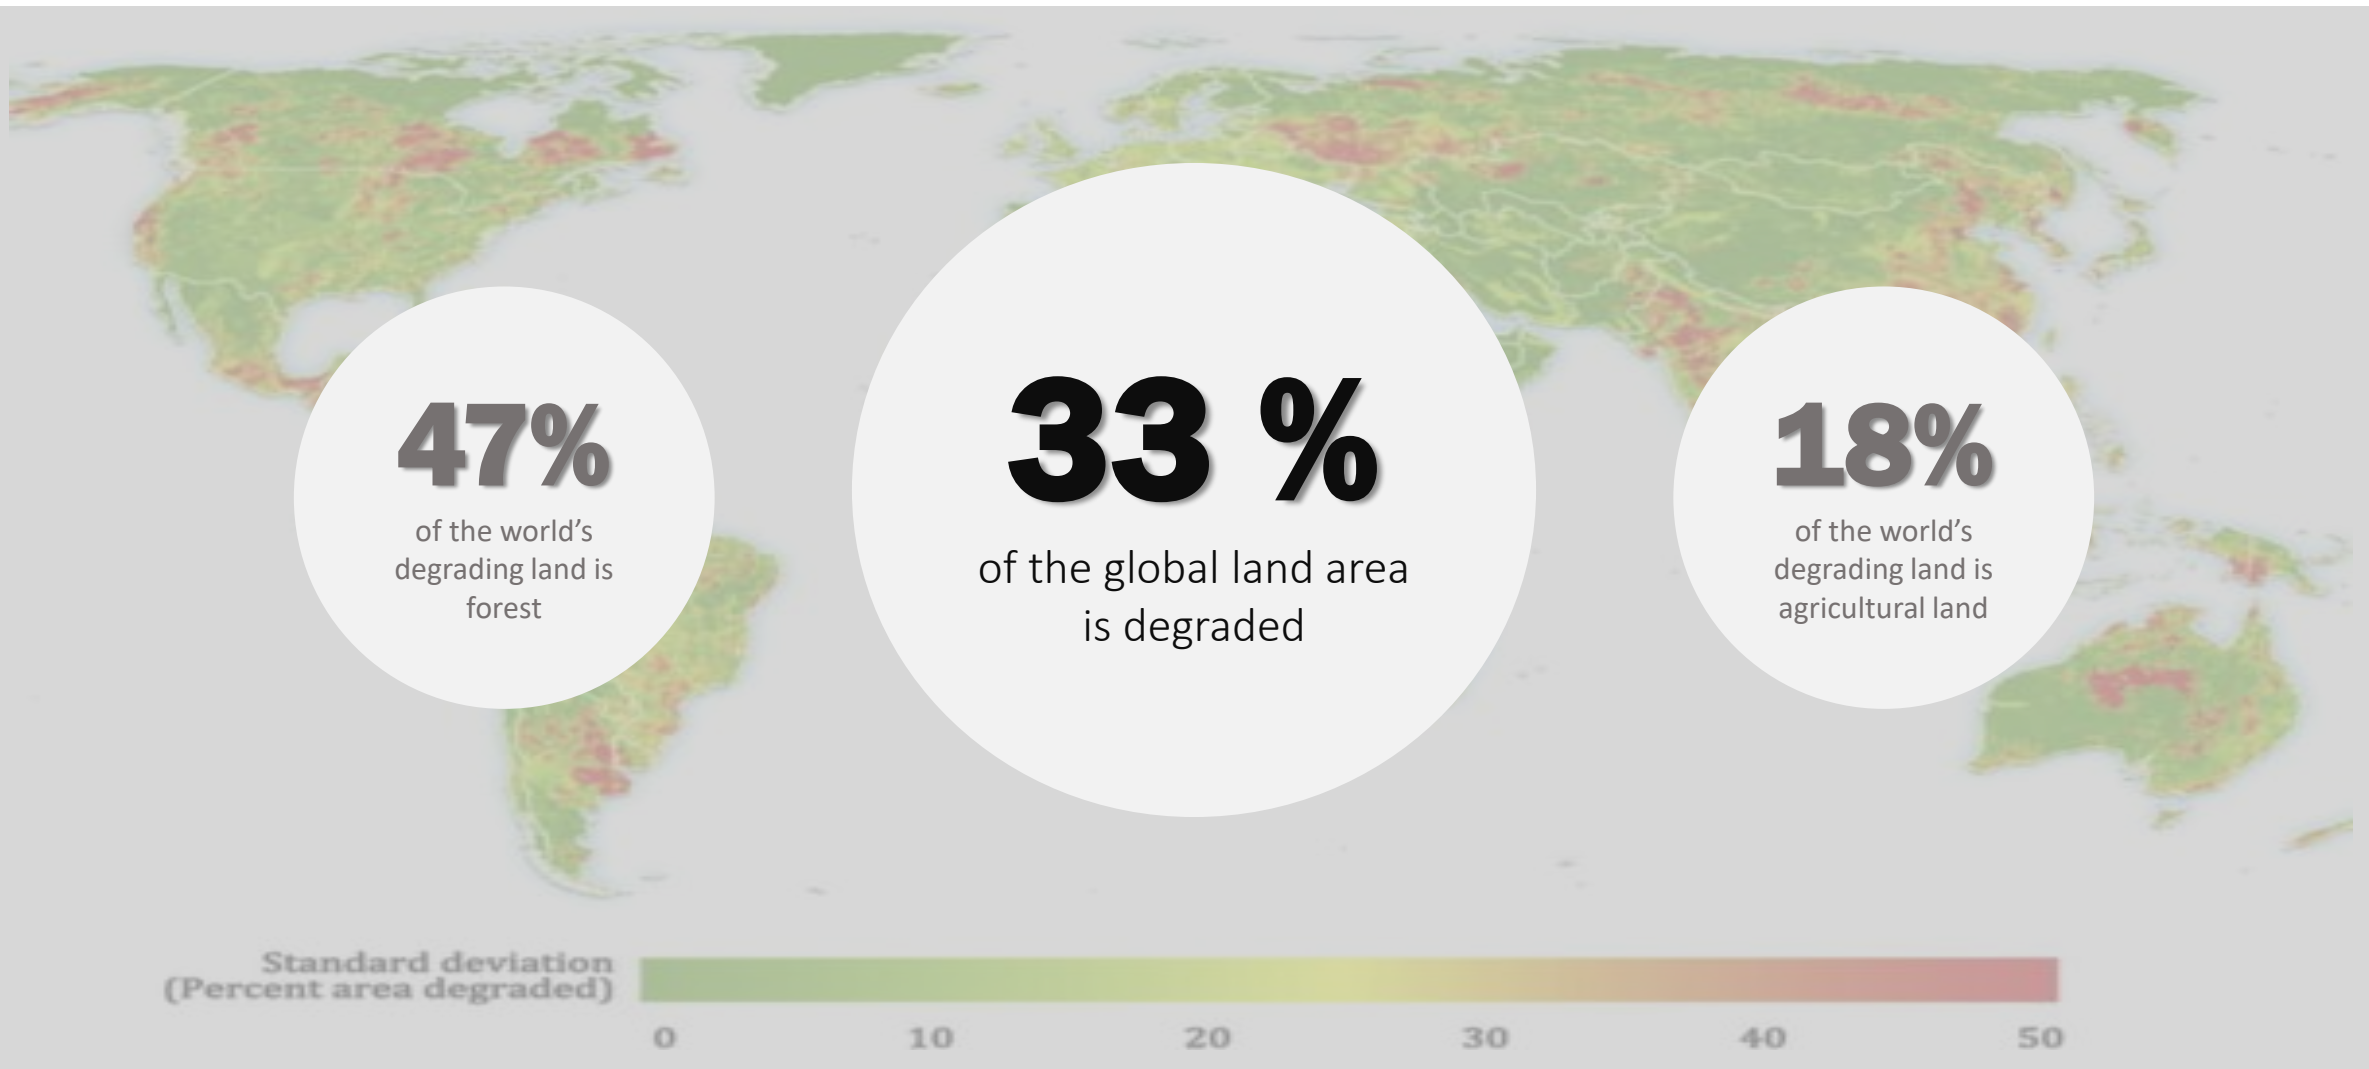 47%
of the world’s
degrading land is
forest
33 %
of the global land area
is degraded
18%
of the world’s
degrading land is
agricultural land
Standard deviation
(Percent area degraded)
0 10 20 30 40 50